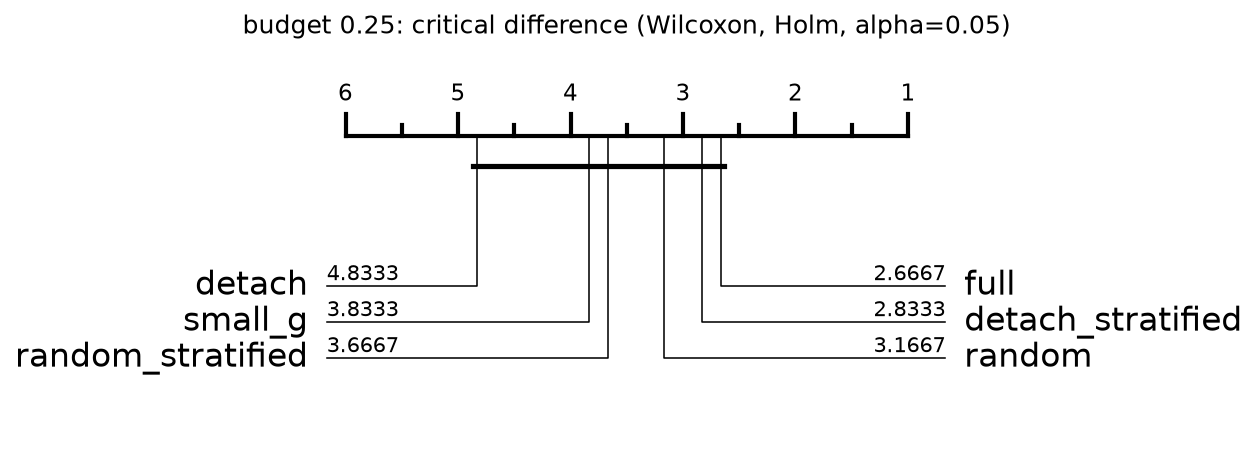 budget 0.25: critical difference (Wilcoxon, Holm, alpha=0.05)
6 5 4 3 2 1
detach 4.8333 2.6667 full
small_g 3.8333 2.8333 detach_stratified
random_stratified 3.6667 3.1667 random